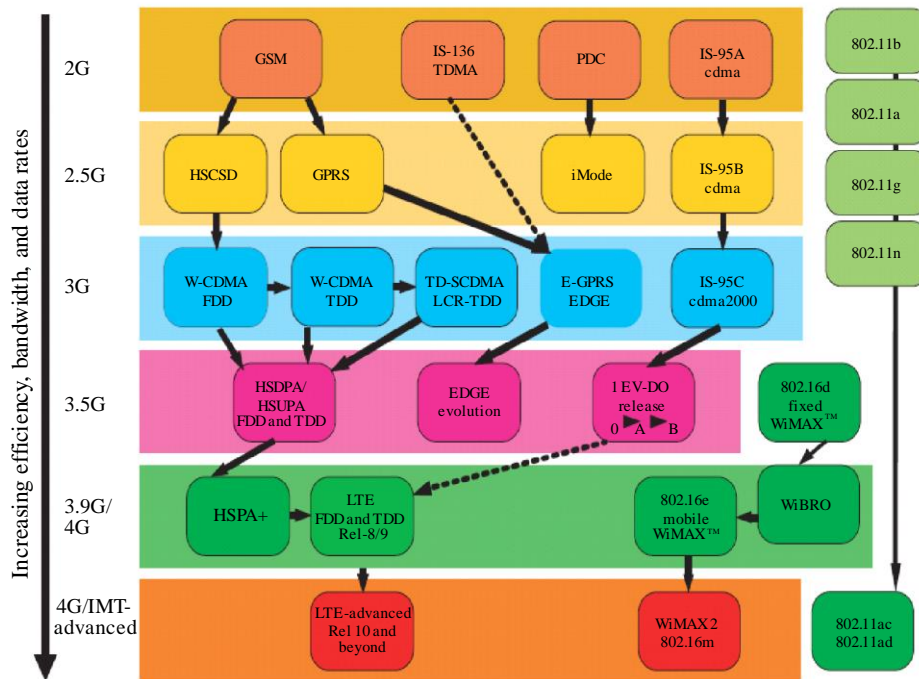 Increasing efficiency, bandwidth, and data rates
2G
GSM
IS-136
TDMA
PDC
IS-95A
cdma
802.11b
802.11a
2.5G
HSCSD
GPRS
iMode
IS-95B
cdma
802.11g
802.11n
3G
W-CDMA
FDD
W-CDMA
TDD
TD-SCDMA
LCR-TDD
E-GPRS
EDGE
IS-95C
cdma2000
3.5G
HSDPA/
HSUPA
FDD and TDD
EDGE
evolution
1 EV-DO
release
0 ► A ► B
802.16d
fixed
WiMAX™
3.9G/
4G
HSPA+
LTE
FDD and TDD
Rel-8/9
802.16e
mobile
WiMAX™
WiBRO
4G/IMT-
advanced
LTE-advanced
Rel 10 and
beyond
WiMAX 2
802.16m
802.11ac
802.11ad